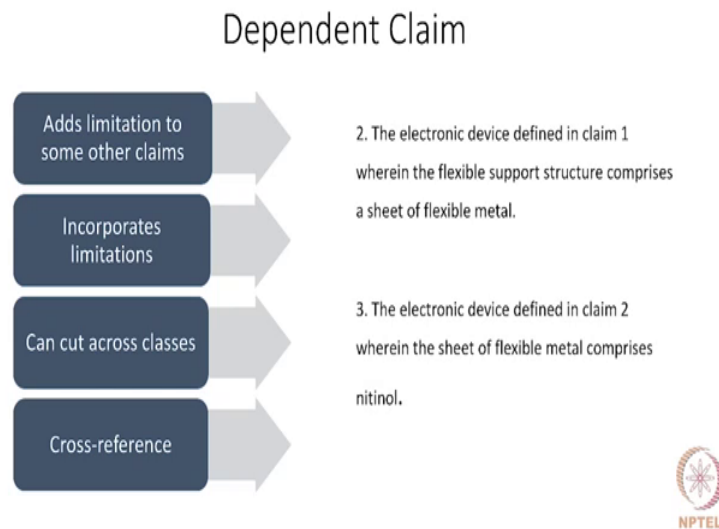 Dependent Claim
Adds limitation to
some other claims
Incorporates
limitations
Can cut across classes
Cross-reference
2. The electronic device defined in claim 1
wherein the flexible support structure comprises
a sheet of flexible metal.
3. The electronic device defined in claim 2
wherein the sheet of flexible metal comprises
nitinol.
NPTEL